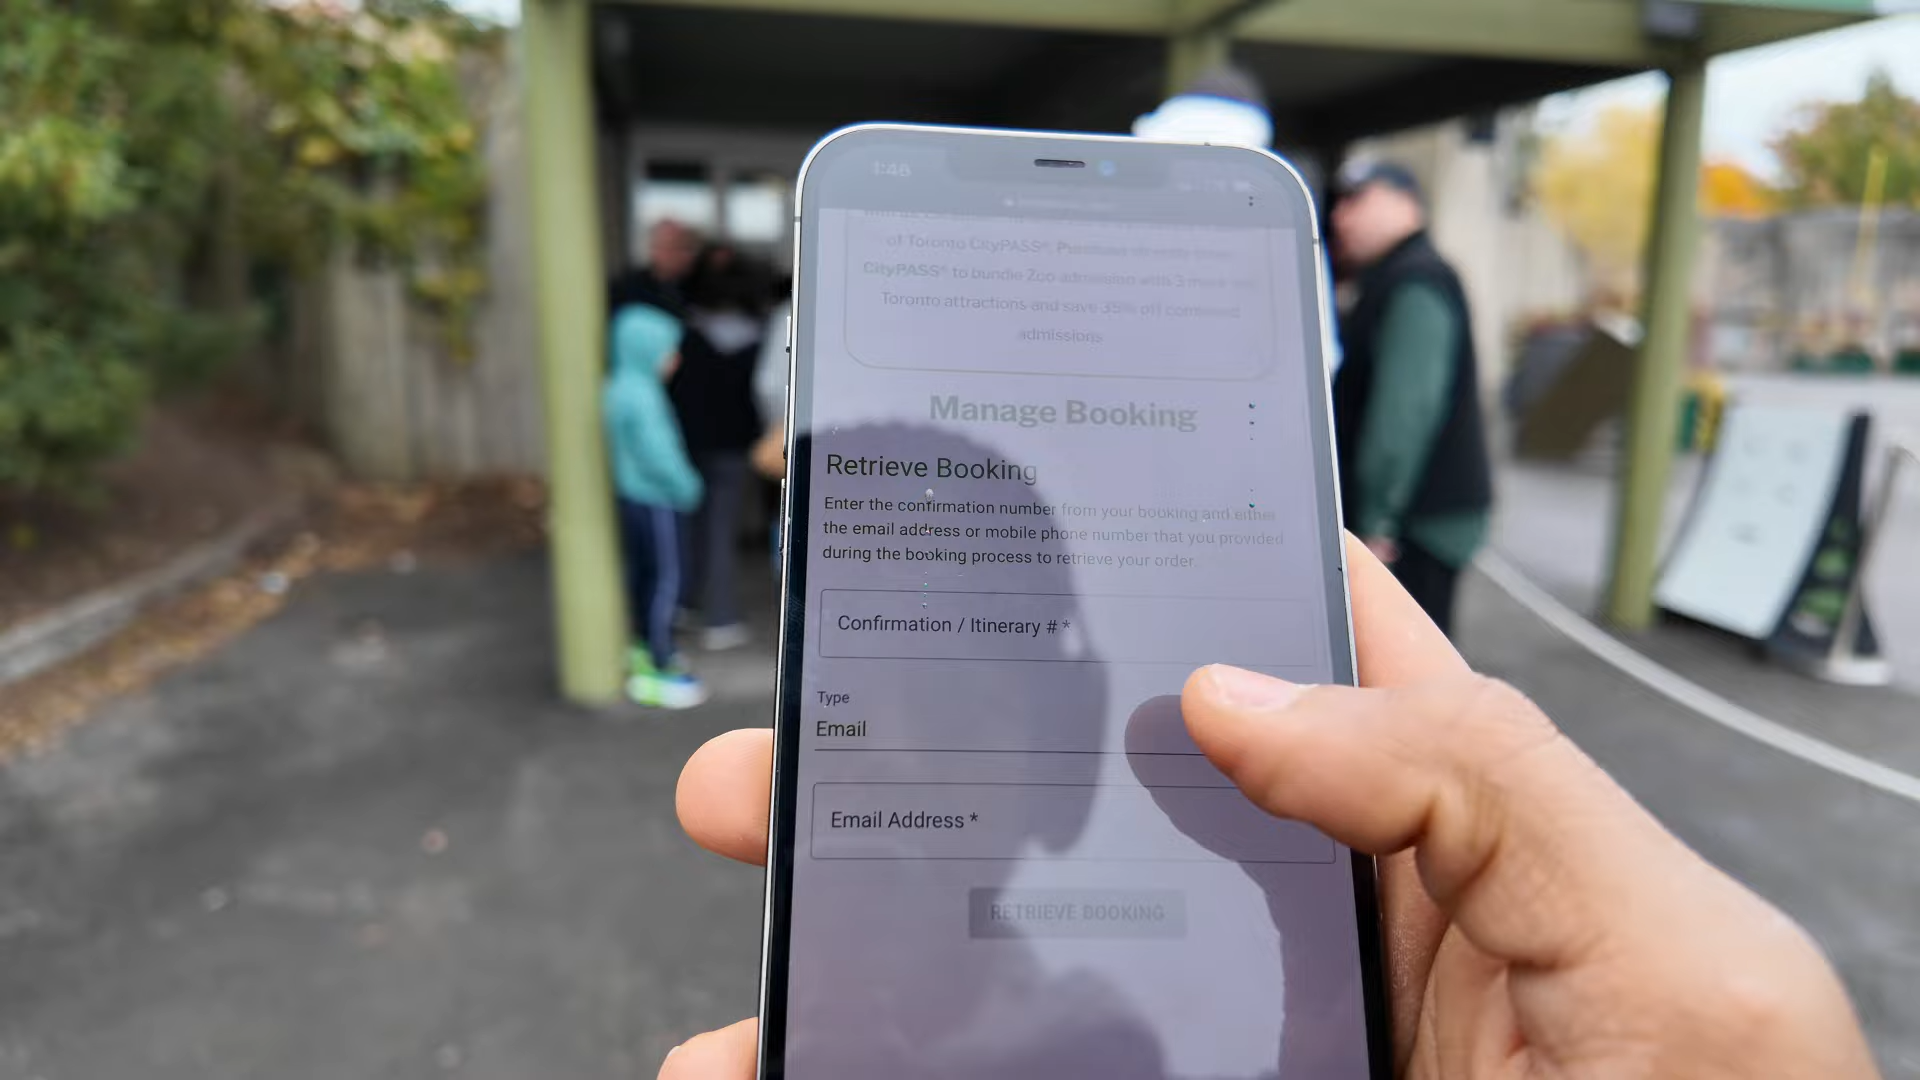 1:46
of Toronto CityPASS®. Purchase directly from
CityPASS® to bundle Zoo admission with 3 more
Toronto attractions and save 35% off combined
admissions
Manage Booking
Retrieve Booking
Enter the confirmation number from your booking and either
the email address or mobile phone number that you provided
during the booking process to retrieve your order.
Confirmation / Itinerary # *
Type
Email
Email Address *
RETRIEVE BOOKING